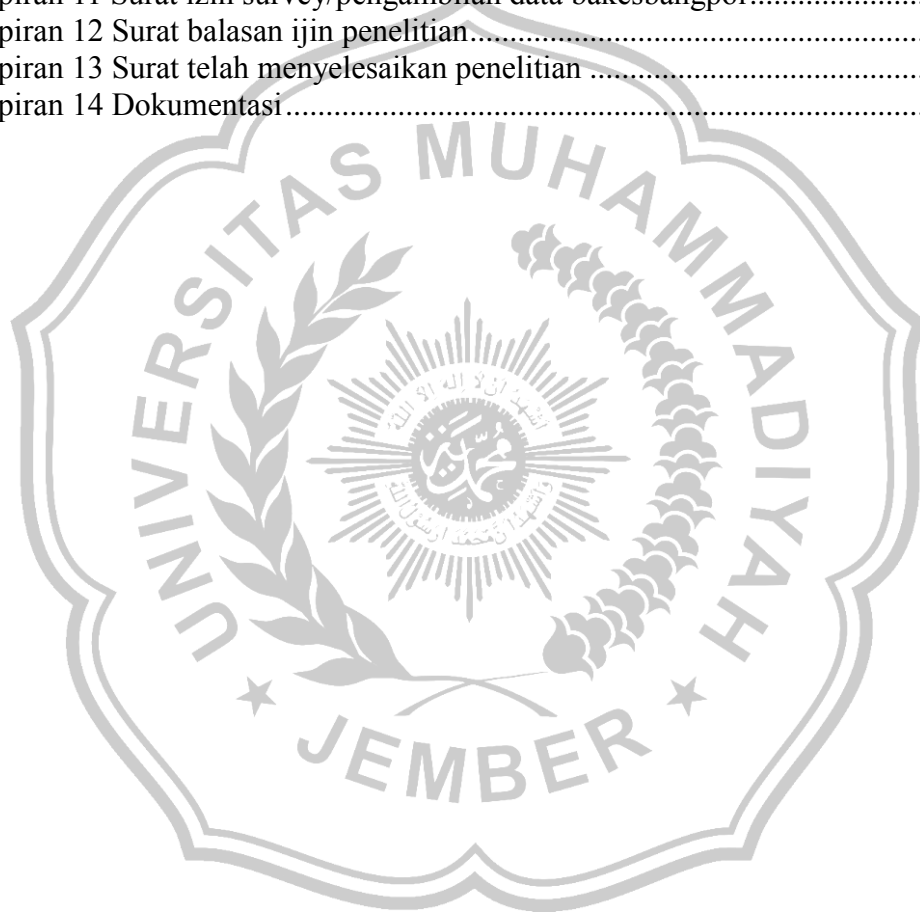 piran 11 Surat izin survey/pengambilan data bakesbangpol.....................
piran 12 Surat balasan ijin penelitian........................................................
piran 13 Surat telah menyelesaikan penelitian .........................................
piran 14 Dokumentasi...............................................................................
UNIVERSITAS MUHAMMADIYAH
JEMBER